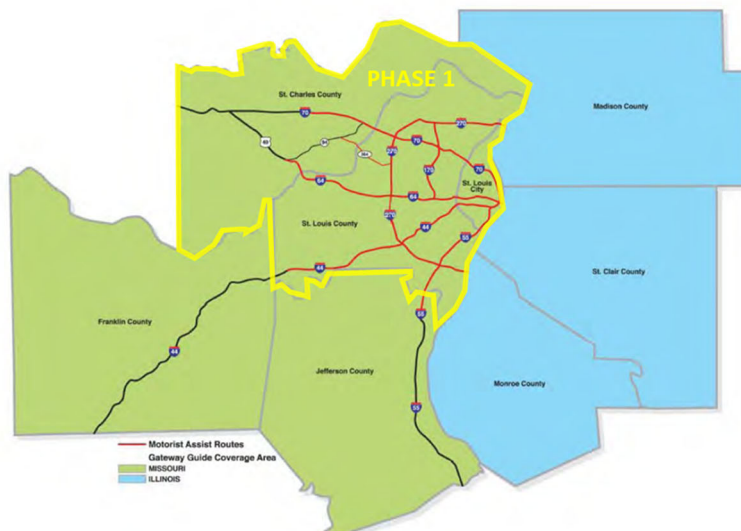 PHASE 1
St. Charles County
Madison County
70
270
40
94
364
270
70
170
70
St. Louis
City
64
64
St. Louis County
270
44
55
44
St. Clair County
Franklin County
55
44
Jefferson County
Monroe County
55
Motorist Assist Routes
Gateway Guide Coverage Area
MISSOURI
ILLINOIS